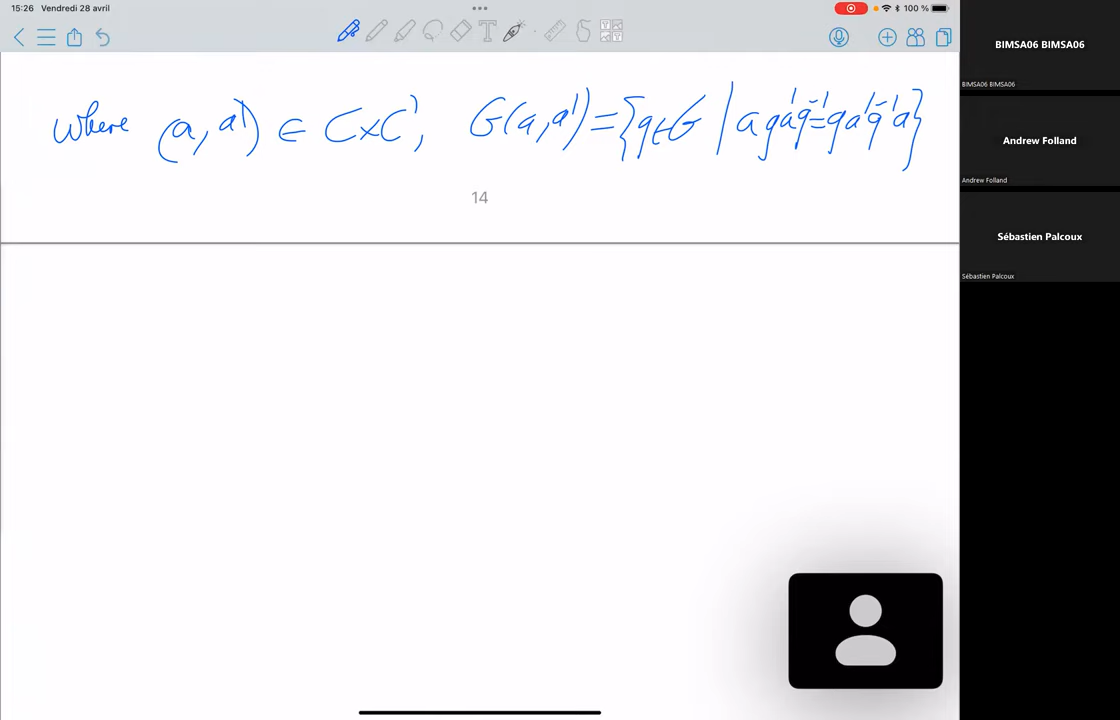 15:26 Vendredi 28 avril
100 %
where (a, a') ∈ C×C', G(a,a') = {g∈G | a g a' g⁻¹ = g a' g⁻¹ a}
14
BIMSA06 BIMSA06
BIMSA06 BIMSA06
Andrew Folland
Andrew Folland
Sébastien Palcoux
Sébastien Palcoux